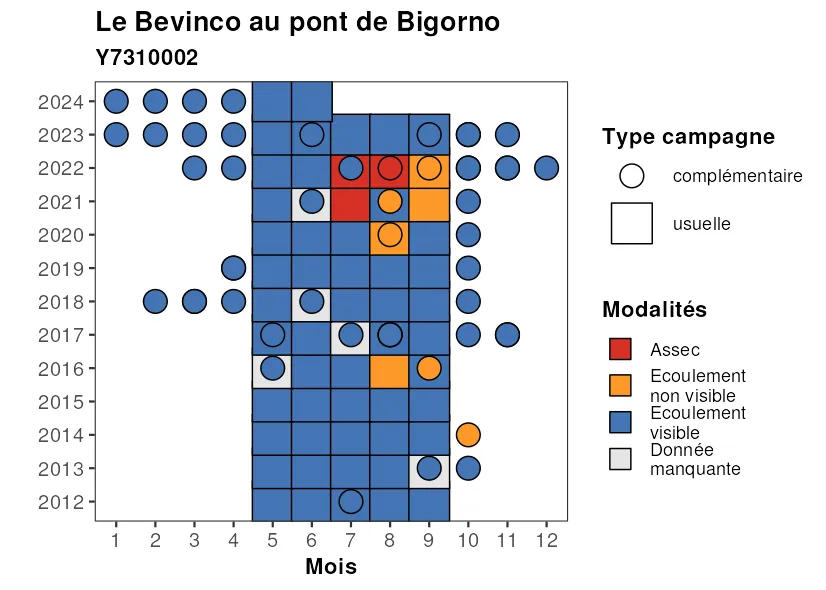 Le Bevinco au pont de Bigorno
Y7310002
2024
2023
2022
2021
2020
2019
2018
2017
2016
2015
2014
2013
2012
1 2 3 4 5 6 7 8 9 10 11 12
Mois
Type campagne
complémentaire
usuelle
Modalités
Assec
Ecoulement
non visible
Ecoulement
visible
Donnée
manquante